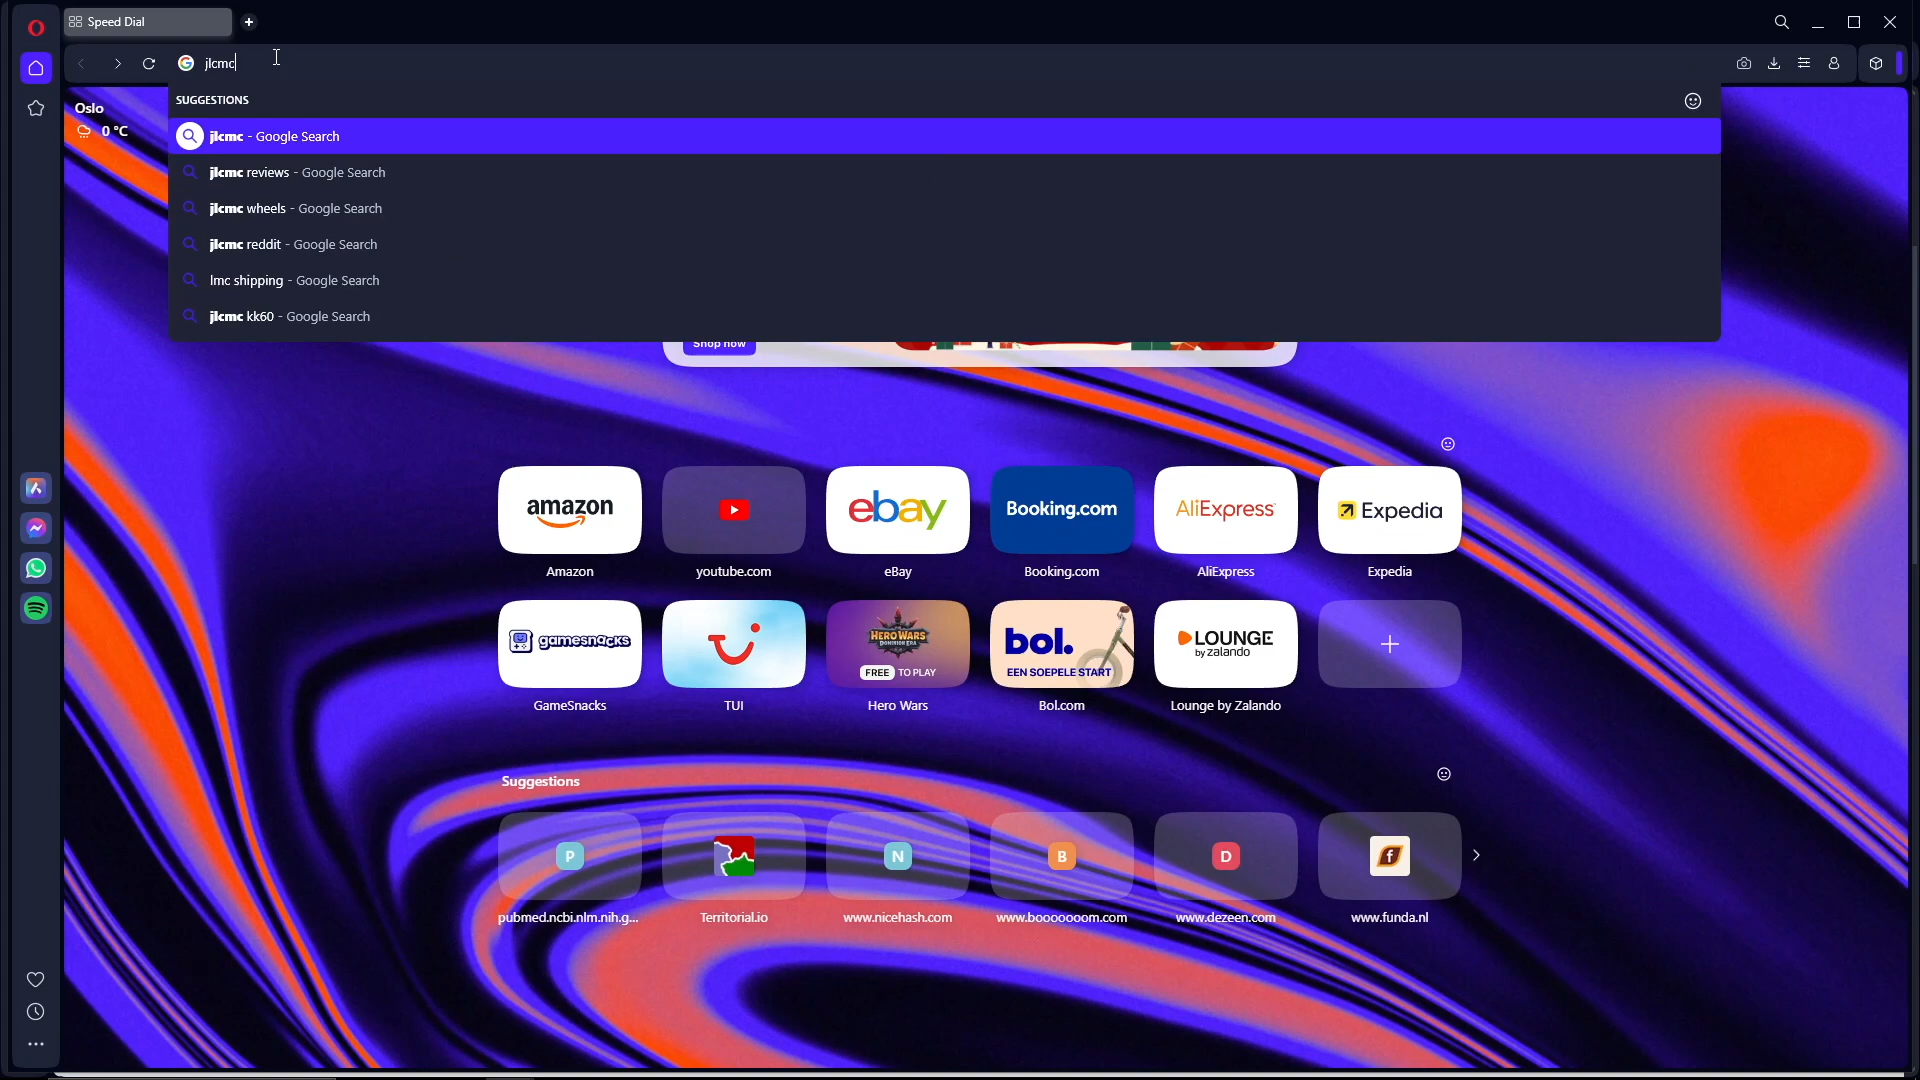 Speed Dial
jlcmc
Oslo
0 °C
SUGGESTIONS
jlcmc - Google Search
jlcmc reviews - Google Search
jlcmc wheels - Google Search
jlcmc reddit - Google Search
lmc shipping - Google Search
jlcmc kk60 - Google Search
Shop now
amazon
ebay
Booking.com
AliExpress
Expedia
Amazon
youtube.com
eBay
Booking.com
AliExpress
Expedia
gamesnacks
HERO WARS
DOMINION ERA
FREE TO PLAY
bol.
EEN SOEPELE START
LOUNGE
by zalando
GameSnacks
TUI
Hero Wars
Bol.com
Lounge by Zalando
Suggestions
P
N
B
D
f
pubmed.ncbi.nlm.nih.g...
Territorial.io
www.nicehash.com
www.booooooom.com
www.dezeen.com
www.funda.nl